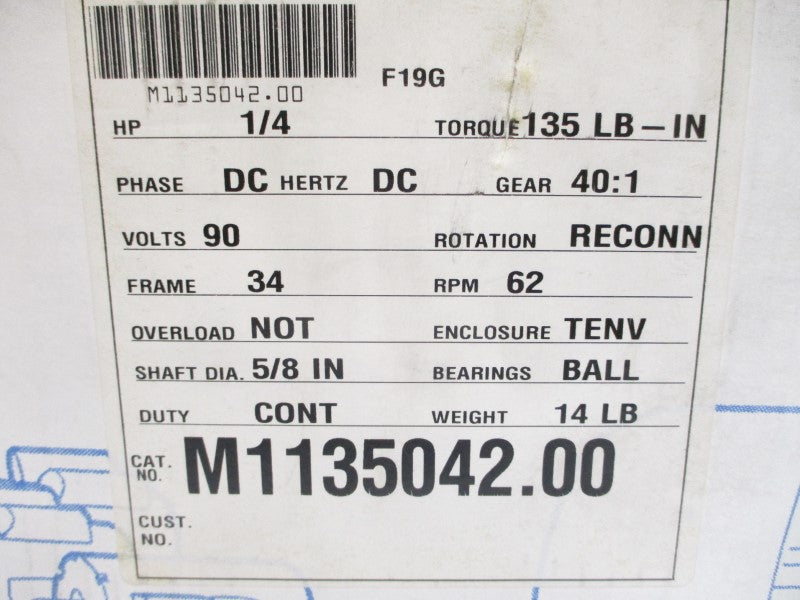 F19G
M1135042.00
HP 1/4 TORQUE 135 LB-IN
PHASE DC HERTZ DC GEAR 40:1
VOLTS 90 ROTATION RECONN
FRAME 34 RPM 62
OVERLOAD NOT ENCLOSURE TENV
SHAFT DIA. 5/8 IN BEARINGS BALL
DUTY CONT WEIGHT 14 LB
CAT. NO. M1135042.00
CUST. NO.